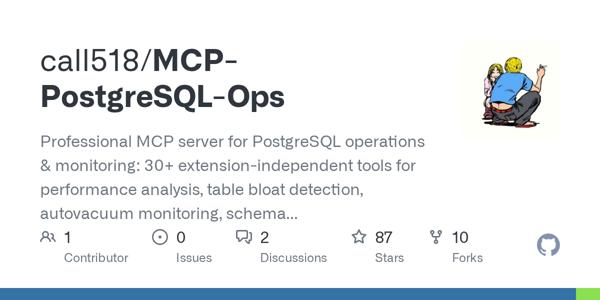 call518/MCP-
PostgreSQL-Ops
Professional MCP server for PostgreSQL operations
& monitoring: 30+ extension-independent tools for
performance analysis, table bloat detection,
autovacuum monitoring, schema...
1 0 2 87 10
Contributor Issues Discussions Stars Forks